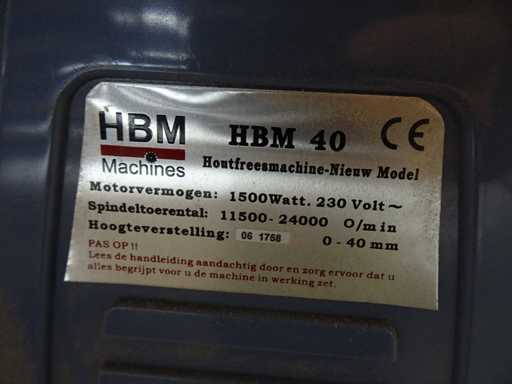 HBM
Machines
HBM 40
CE
Houtfreesmachine-Nieuw Model
Motorvermogen: 1500Watt. 230 Volt ~
Spindeltoerental: 11500-24000 O/min
Hoogteverstelling: 06 1758 0-40 mm
PAS OP !!
Lees de handleiding aandachtig door en zorg ervoor dat u
alles begrijpt voor u de machine in werking zet.